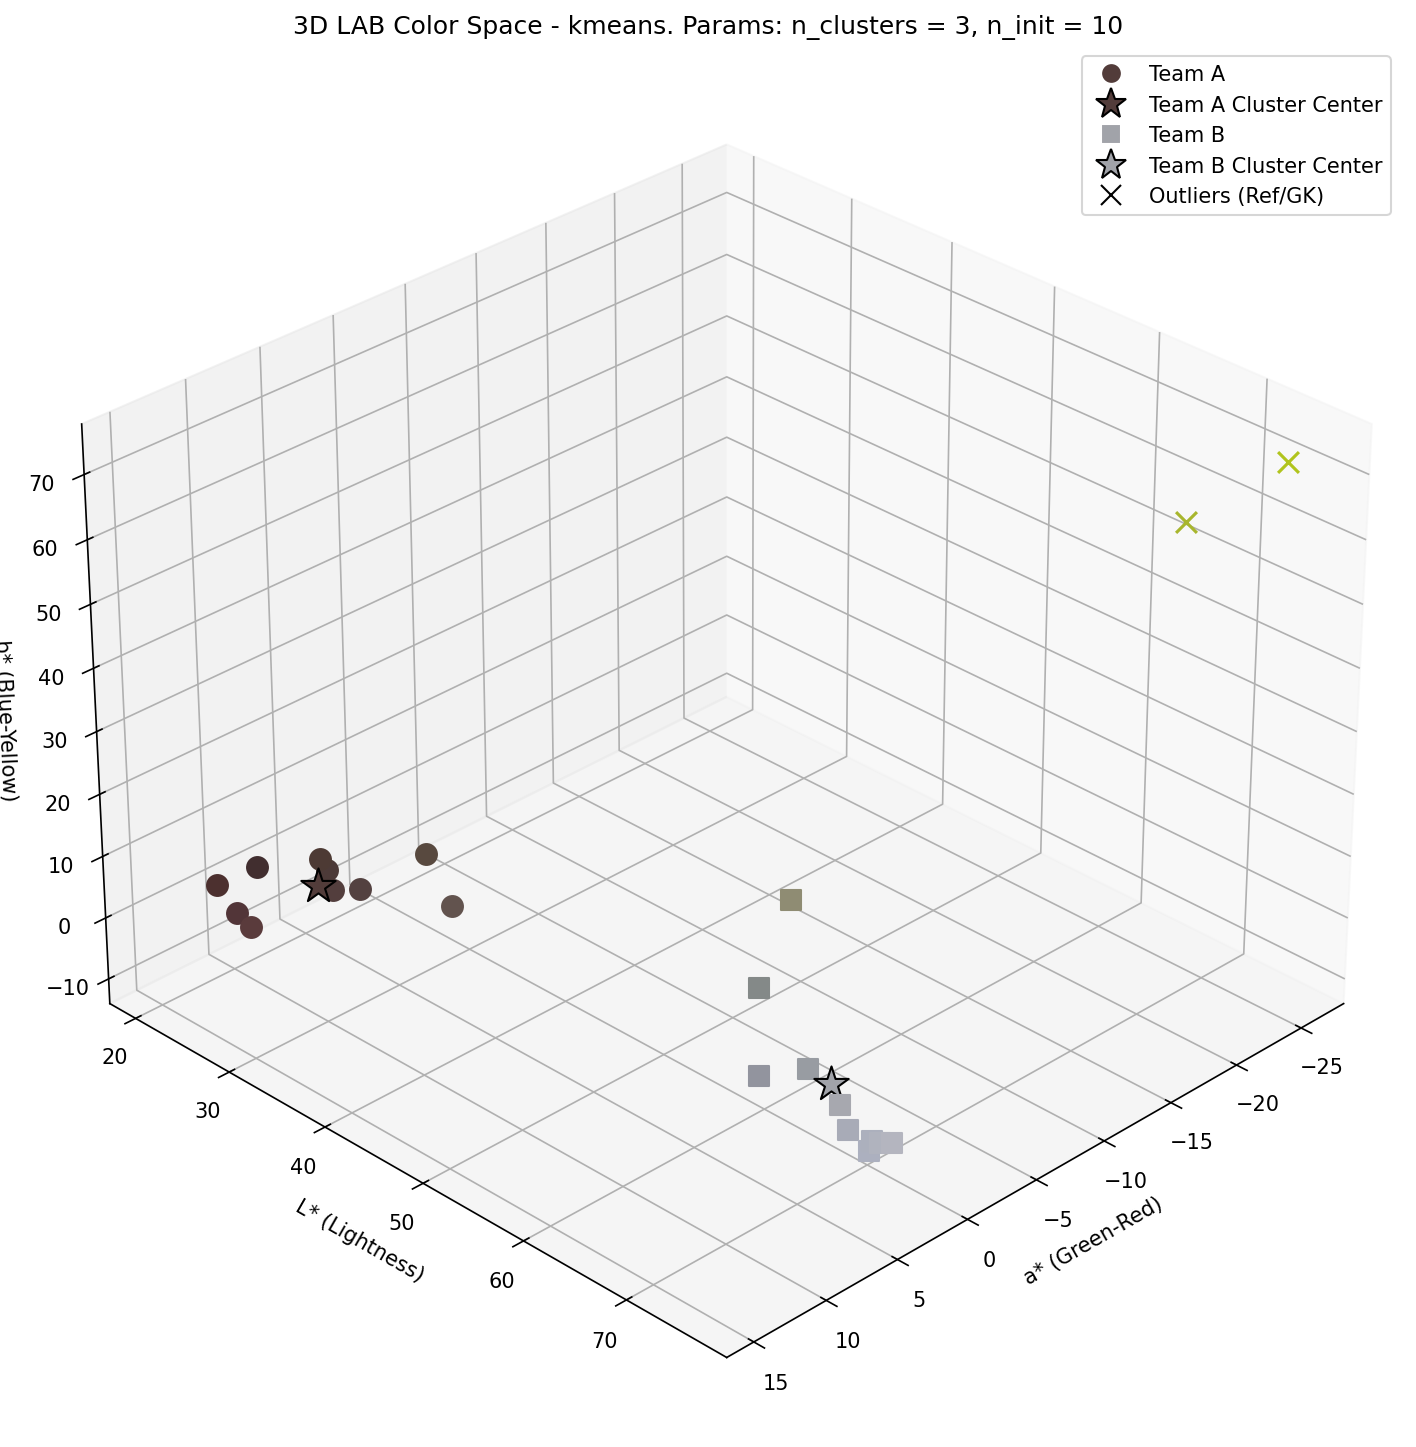 3D LAB Color Space - kmeans. Params: n_clusters = 3, n_init = 10
Team A
Team A Cluster Center
Team B
Team B Cluster Center
Outliers (Ref/GK)
70
60
50
40
30
20
10
0
−10
b* (Blue-Yellow)
20
30
40
50
60
70
L* (Lightness)
−25
−20
−15
−10
−5
0
5
10
15
a* (Green-Red)